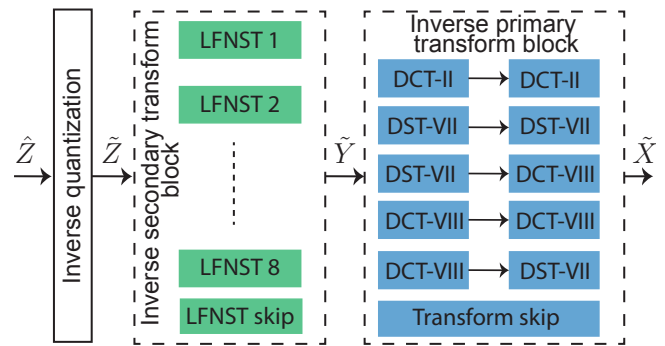 Ẑ
Inverse quantization
Z̃
Inverse secondary transform
block
LFNST 1
LFNST 2
LFNST 8
LFNST skip
Ỹ
Inverse primary
transform block
DCT-II DCT-II
DST-VII DST-VII
DST-VII DCT-VIII
DCT-VIII DCT-VIII
DCT-VIII DST-VII
Transform skip
X̃